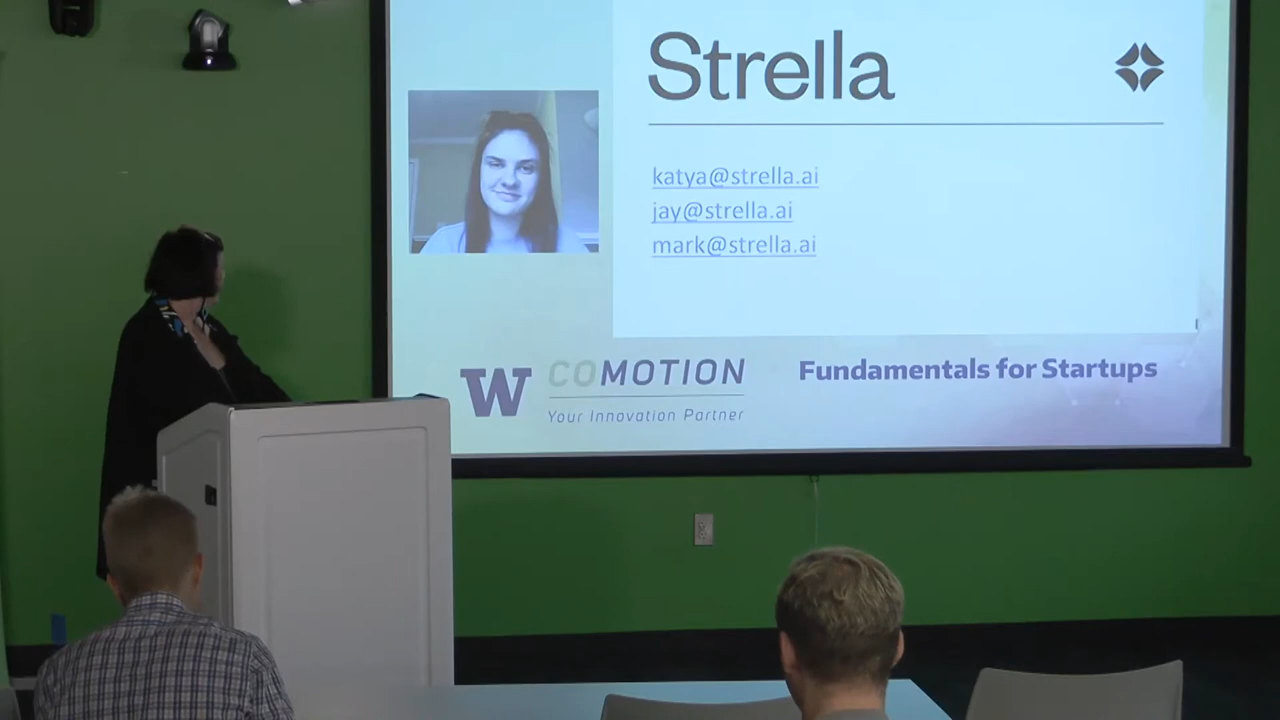 Strella
katya@strella.ai
jay@strella.ai
mark@strella.ai
W COMOTION
Your Innovation Partner
Fundamentals for Startups